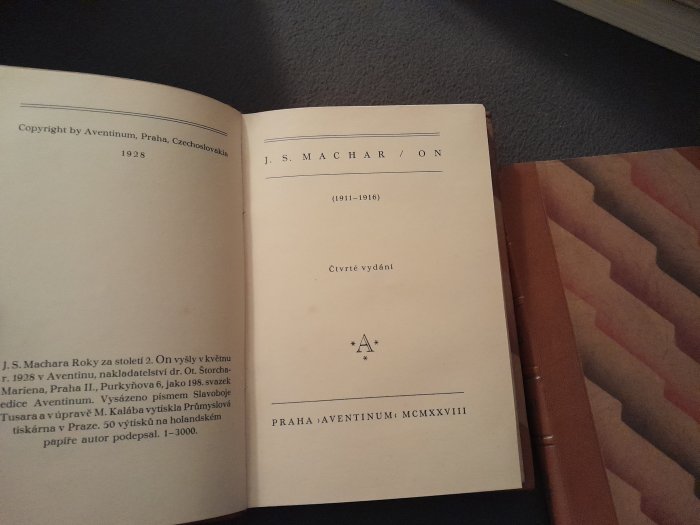 Copyright by Aventinum, Praha, Czechoslovakia
1928
J. S. Machara Roky za století 2. On vyšly v květnu
r. 1928 v Aventinu, nakladatelství dr. Ot. Štorcha-
Mariena, Praha II., Purkyňova 6, jako 198. svazek
edice Aventinum. Vysázeno písmem Slavoboje
Tusara a v úpravě M. Kalába vytiskla Průmyslová
tiskárna v Praze. 50 výtisků na holandském
papíře autor podepsal. 1-3000.
J. S. MACHAR / ON
(1911-1916)
Čtvrté vydání
A
PRAHA ›AVENTINUM‹ MCMXXVIII